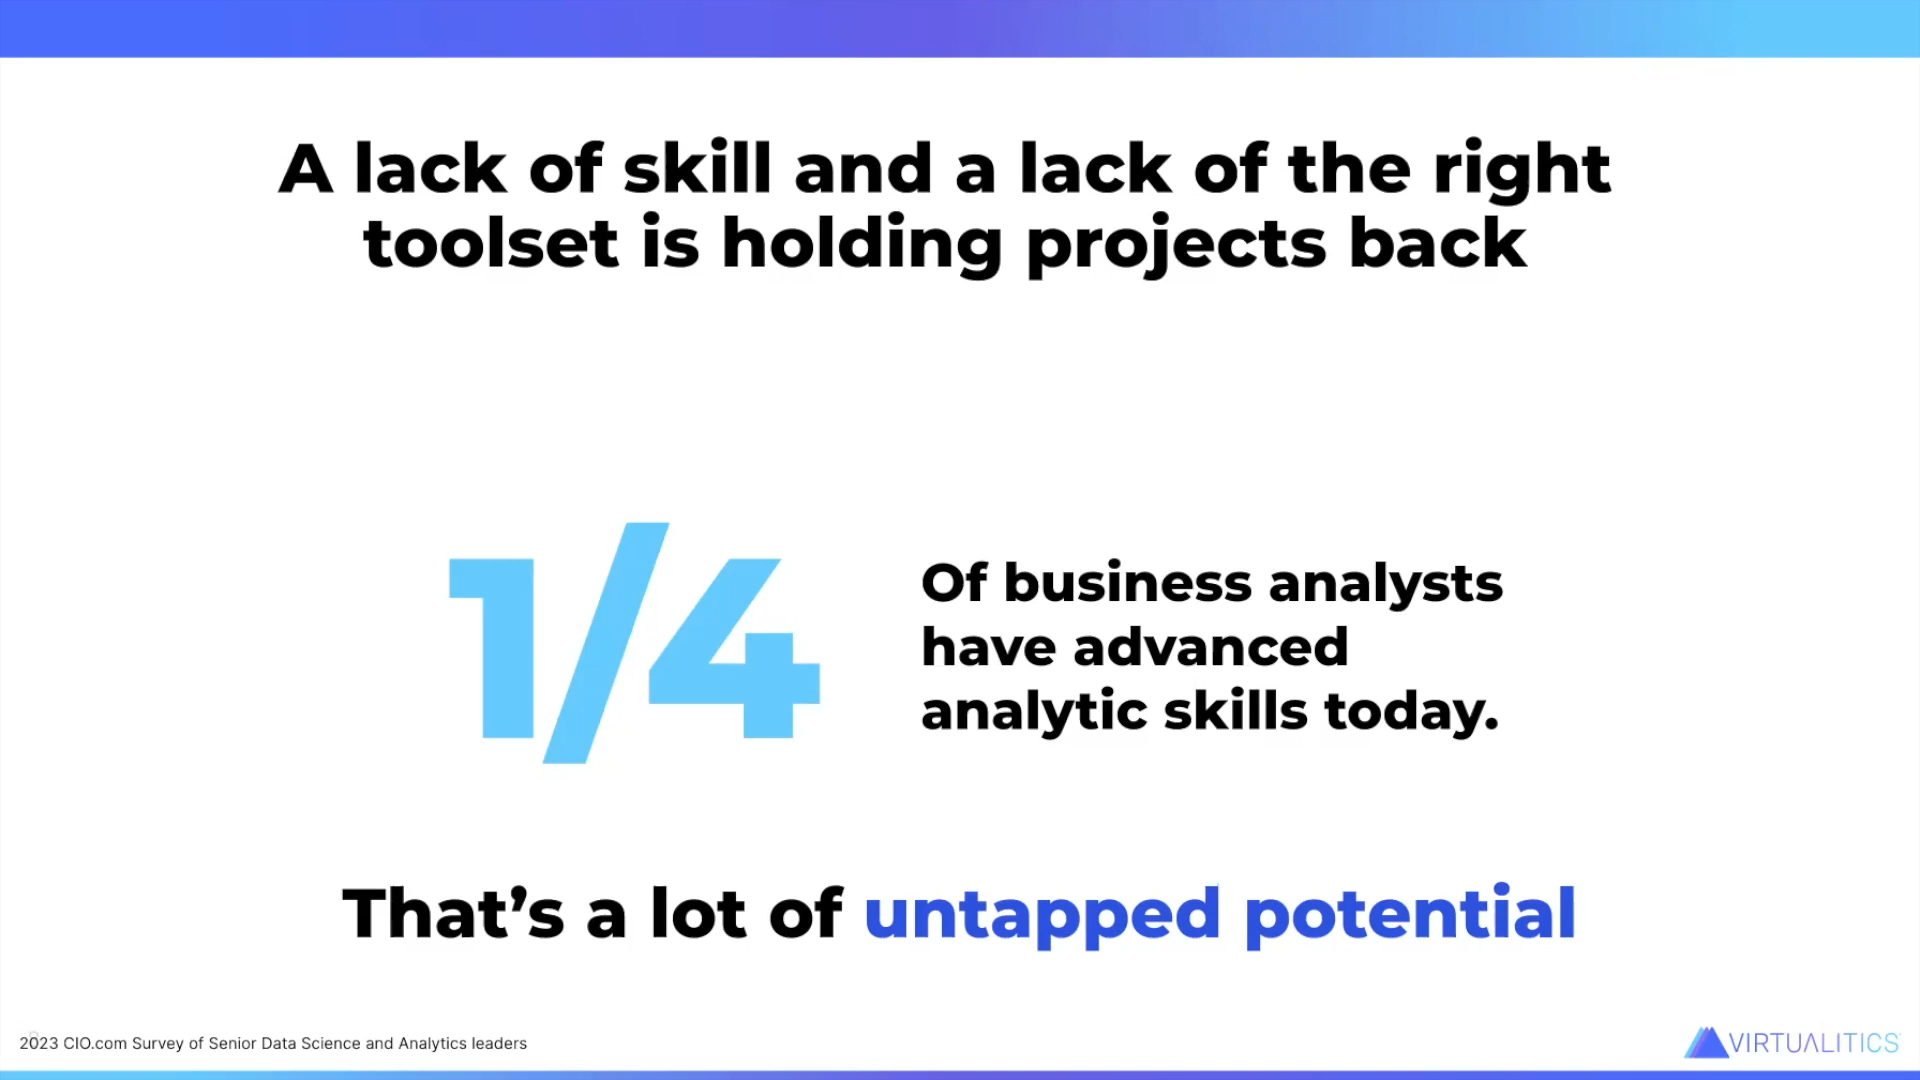 A lack of skill and a lack of the right
toolset is holding projects back
1/4
Of business analysts
have advanced
analytic skills today.
That’s a lot of untapped potential
2023 CIO.com Survey of Senior Data Science and Analytics leaders
VIRTUALITICS